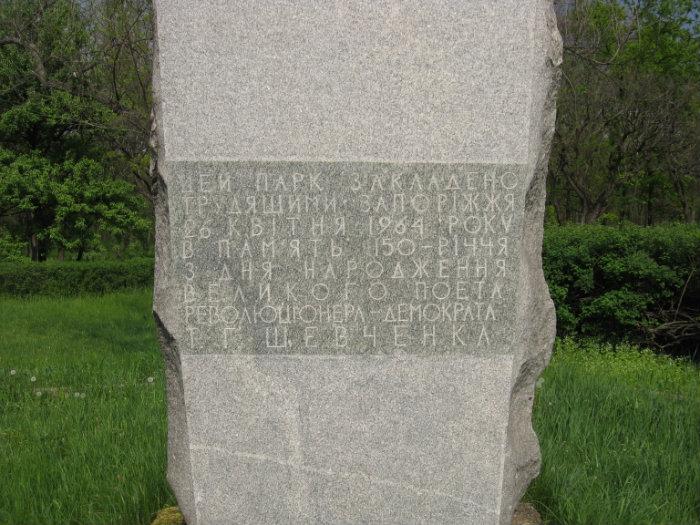 ЦЕЙ ПАРК ЗАКЛАДЕНО
ТРУДЯЩИМИ ЗАПОРІЖЖЯ
26 КВІТНЯ 1964 РОКУ
В ПАМ'ЯТЬ 150-РІЧЧЯ
З ДНЯ НАРОДЖЕННЯ
ВЕЛИКОГО ПОЕТА
РЕВОЛЮЦІОНЕРА-ДЕМОКРАТА
Т.Г. ШЕВЧЕНКА